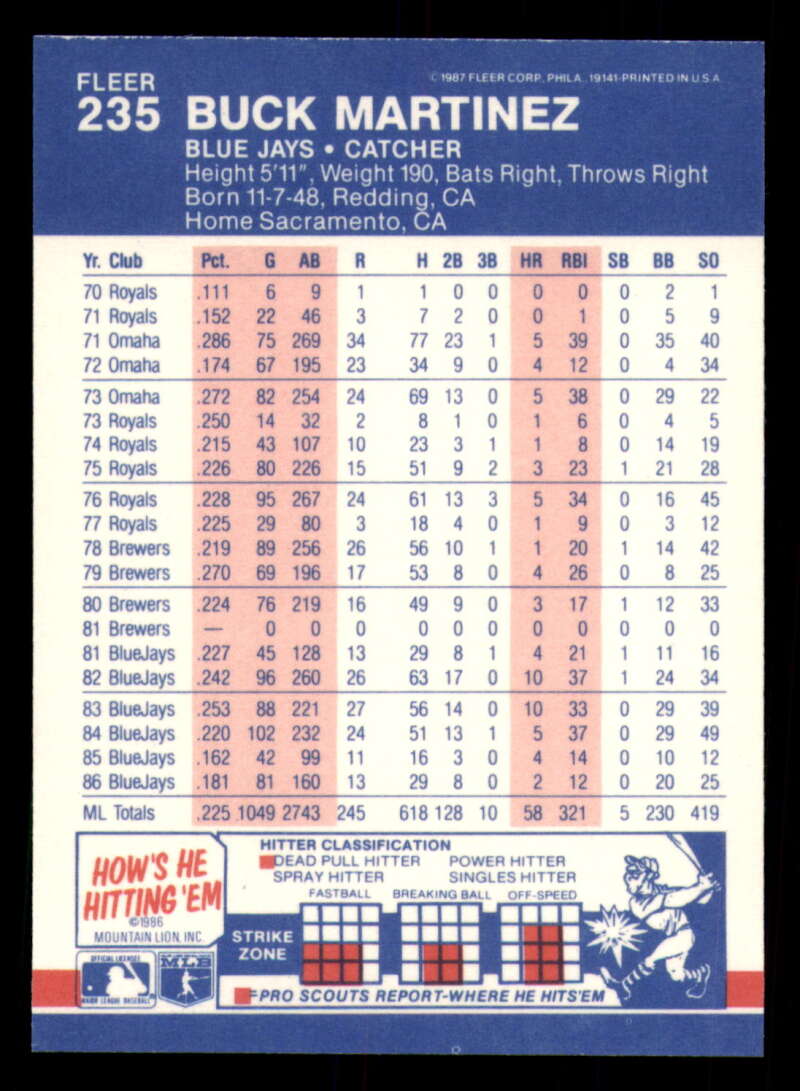 FLEER
© 1987 FLEER CORP., PHILA. 19141-PRINTED IN U.S.A.
235 BUCK MARTINEZ
BLUE JAYS • CATCHER
Height 5'11", Weight 190, Bats Right, Throws Right
Born 11-7-48, Redding, CA
Home Sacramento, CA
Yr. Club Pct. G AB R H 2B 3B HR RBI SB BB SO
70 Royals .111 6 9 1 1 0 0 0 0 0 2 1
71 Royals .152 22 46 3 7 2 0 0 1 0 5 9
71 Omaha .286 75 269 34 77 23 1 5 39 0 35 40
72 Omaha .174 67 195 23 34 9 0 4 12 0 4 34
73 Omaha .272 82 254 24 69 13 0 5 38 0 29 22
73 Royals .250 14 32 2 8 1 0 1 6 0 4 5
74 Royals .215 43 107 10 23 3 1 1 8 0 14 19
75 Royals .226 80 226 15 51 9 2 3 23 1 21 28
76 Royals .228 95 267 24 61 13 3 5 34 0 16 45
77 Royals .225 29 80 3 18 4 0 1 9 0 3 12
78 Brewers .219 89 256 26 56 10 1 1 20 1 14 42
79 Brewers .270 69 196 17 53 8 0 4 26 0 8 25
80 Brewers .224 76 219 16 49 9 0 3 17 1 12 33
81 Brewers — 0 0 0 0 0 0 0 0 0 0 0
81 BlueJays .227 45 128 13 29 8 1 4 21 1 11 16
82 BlueJays .242 96 260 26 63 17 0 10 37 1 24 34
83 BlueJays .253 88 221 27 56 14 0 10 33 0 29 39
84 BlueJays .220 102 232 24 51 13 1 5 37 0 29 49
85 BlueJays .162 42 99 11 16 3 0 4 14 0 10 12
86 BlueJays .181 81 160 13 29 8 0 2 12 0 20 25
ML Totals .225 1049 2743 245 618 128 10 58 321 5 230 419
HOW'S HE
HITTING 'EM
©1986
MOUNTAIN LION, INC.
HITTER CLASSIFICATION
DEAD PULL HITTER POWER HITTER
SPRAY HITTER SINGLES HITTER
FASTBALL BREAKING BALL OFF-SPEED
STRIKE
ZONE
=PRO SCOUTS REPORT-WHERE HE HITS'EM
OFFICIAL LICENSEE
MAJOR LEAGUE BASEBALL
MLB